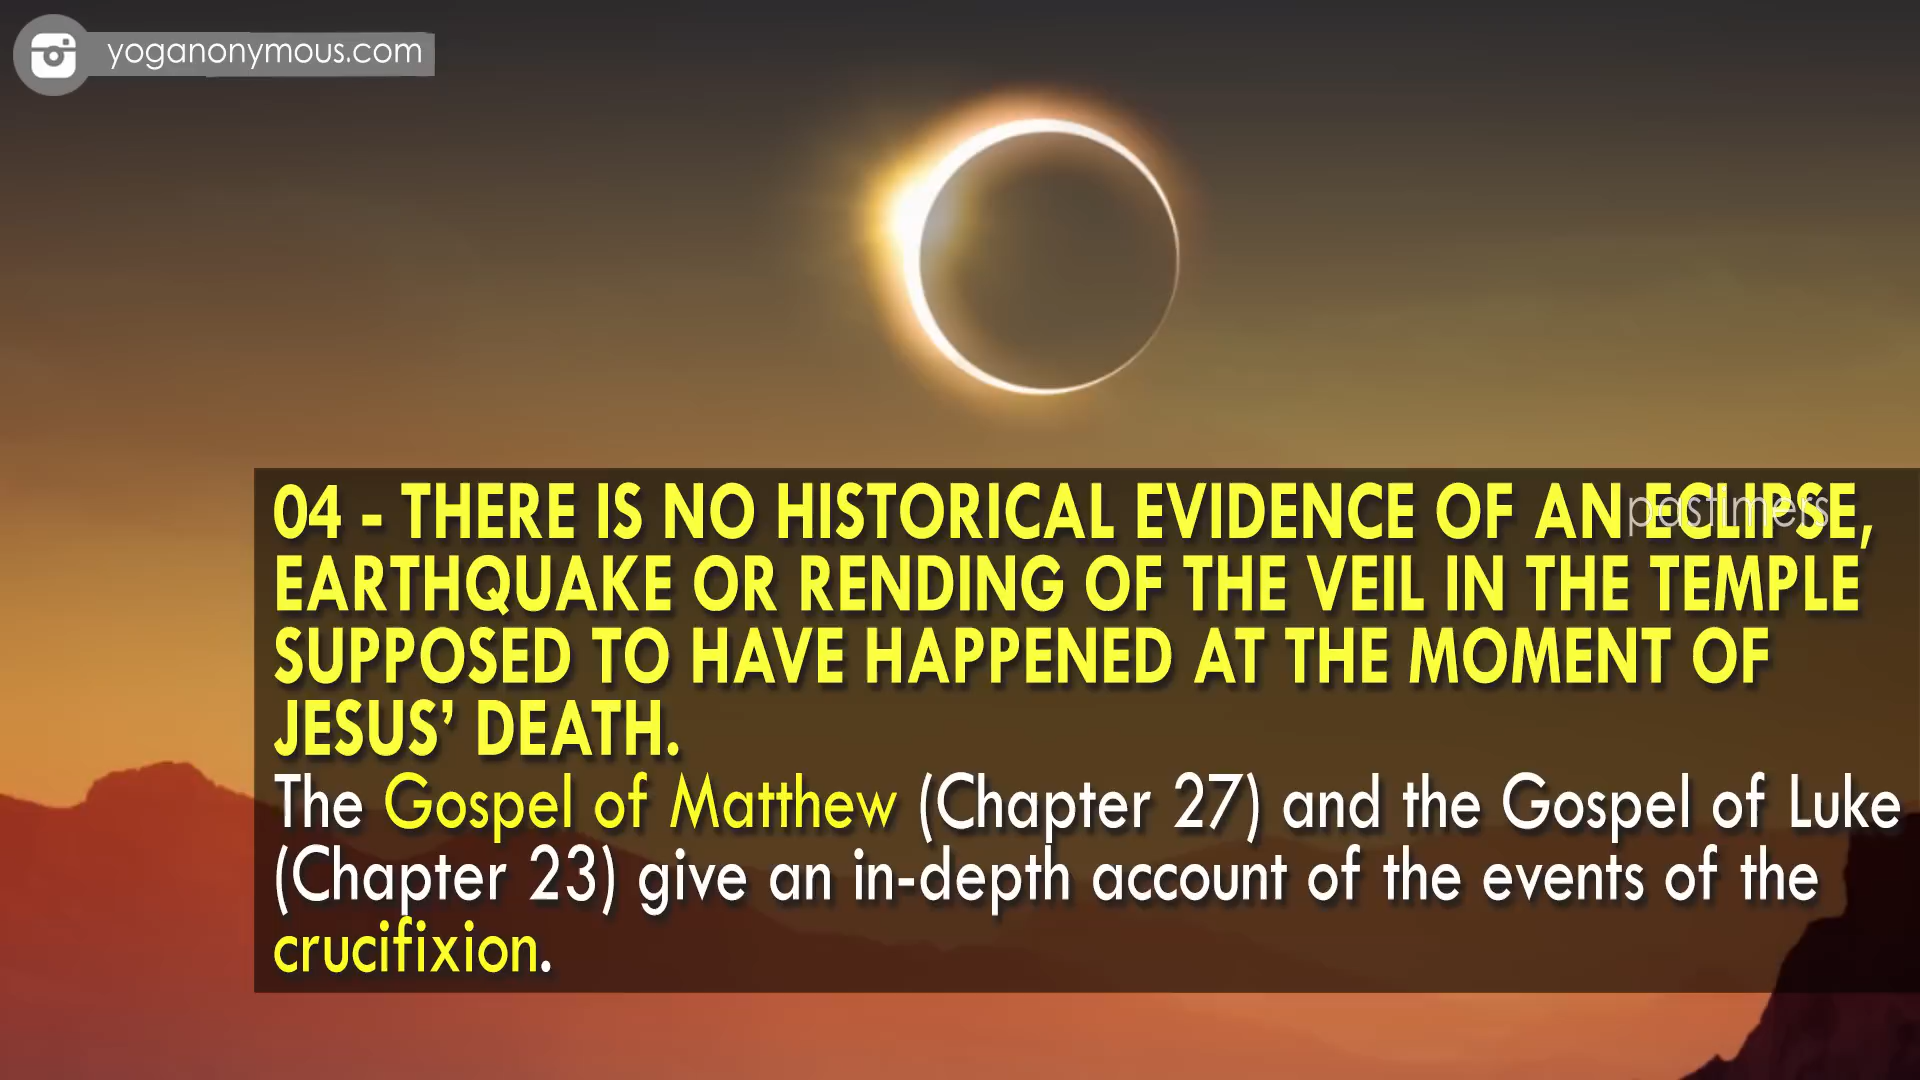 yoganonymous.com
04 - THERE IS NO HISTORICAL EVIDENCE OF AN ECLIPSE,
pastimers
EARTHQUAKE OR RENDING OF THE VEIL IN THE TEMPLE
SUPPOSED TO HAVE HAPPENED AT THE MOMENT OF
JESUS’ DEATH.
The Gospel of Matthew (Chapter 27) and the Gospel of Luke
(Chapter 23) give an in-depth account of the events of the
crucifixion.